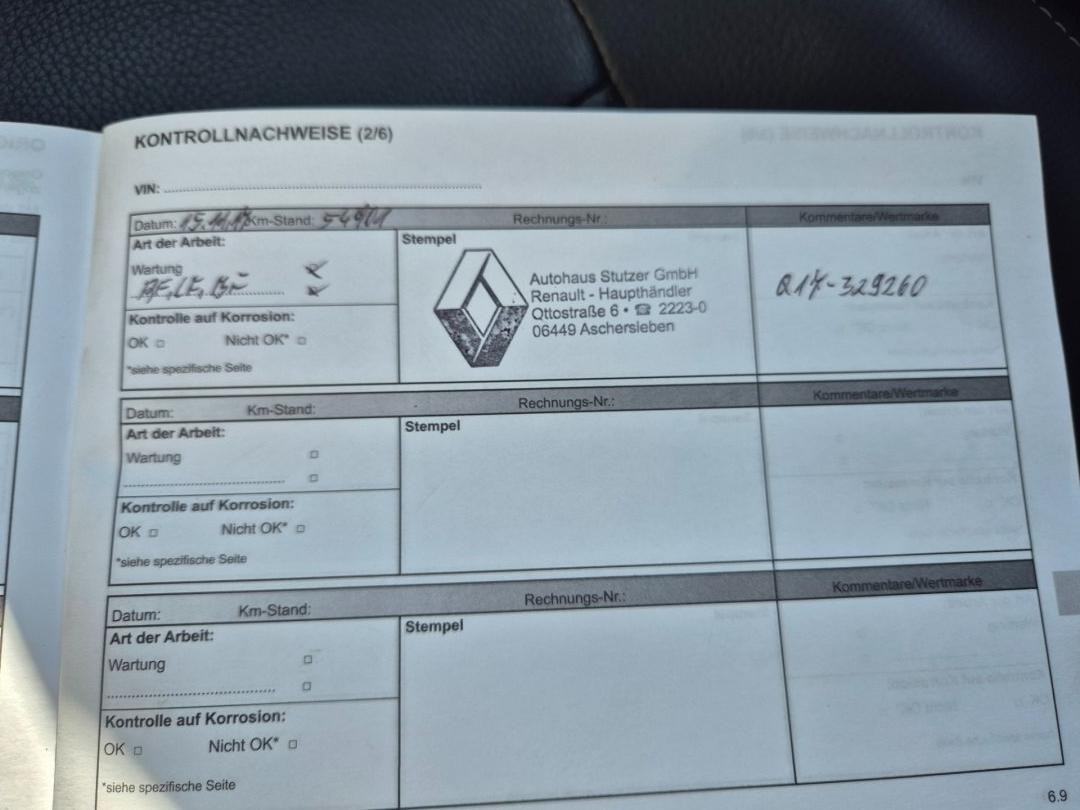 KONTROLLNACHWEISE (2/6)
VIN:
Datum: 15.11.17 Km-Stand: 54901 Rechnungs-Nr.: Kommentare/Wertmarke
Art der Arbeit:
Wartung
Kontrolle auf Korrosion:
OK Nicht OK*
*siehe spezifische Seite
Stempel
Autohaus Stutzer GmbH
Renault - Haupthändler
Ottostraße 6 • ☎ 2223-0
06449 Aschersleben
Q17-329260
Datum: Km-Stand: Rechnungs-Nr.: Kommentare/Wertmarke
Art der Arbeit:
Wartung
Kontrolle auf Korrosion:
OK Nicht OK*
*siehe spezifische Seite
Stempel
Datum: Km-Stand: Rechnungs-Nr.: Kommentare/Wertmarke
Art der Arbeit:
Wartung
Kontrolle auf Korrosion:
OK Nicht OK*
*siehe spezifische Seite
Stempel
6.9